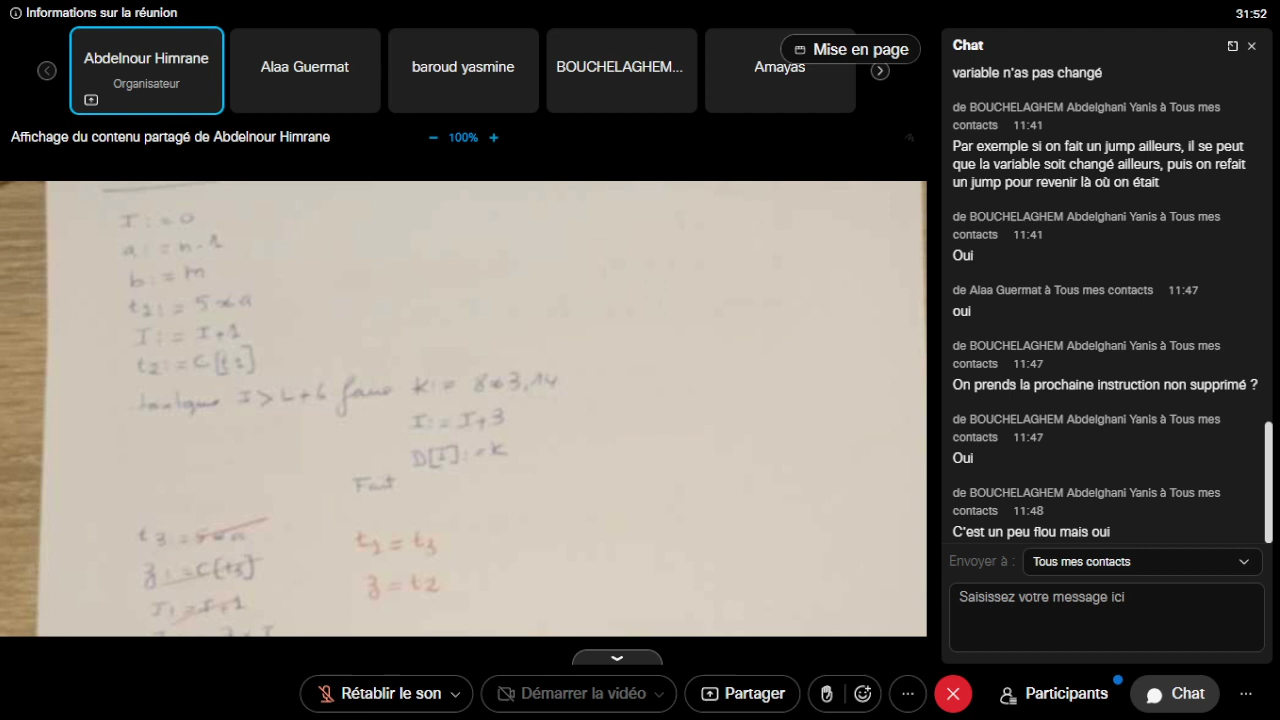 Informations sur la réunion
31:52
Abdelnour Himrane
Organisateur
Alaa Guermat
baroud yasmine
BOUCHELAGHEM...
Amayas
Mise en page
Affichage du contenu partagé de Abdelnour Himrane
100%
I := 0
a := n-1
b := m
t1 := 5*a
I := I+1
t2 := C[t1]
tantque I > L+6 faire K := 8*3,14
I := I+3
D[I] := K
Fait
t3 := 5*a
t1 = t3
z := C[t3]
z = t2
I := I+1
Chat
variable n'as pas changé
de BOUCHELAGHEM Abdelghani Yanis à Tous mes
contacts 11:41
Par exemple si on fait un jump ailleurs, il se peut
que la variable soit changé ailleurs, puis on refait
un jump pour revenir là où on était
de BOUCHELAGHEM Abdelghani Yanis à Tous mes
contacts 11:41
Oui
de Alaa Guermat à Tous mes contacts 11:47
oui
de BOUCHELAGHEM Abdelghani Yanis à Tous mes
contacts 11:47
On prends la prochaine instruction non supprimé ?
de BOUCHELAGHEM Abdelghani Yanis à Tous mes
contacts 11:47
Oui
de BOUCHELAGHEM Abdelghani Yanis à Tous mes
contacts 11:48
C'est un peu flou mais oui
Envoyer à : Tous mes contacts
Saisissez votre message ici
Rétablir le son
Démarrer la vidéo
Partager
Participants
Chat